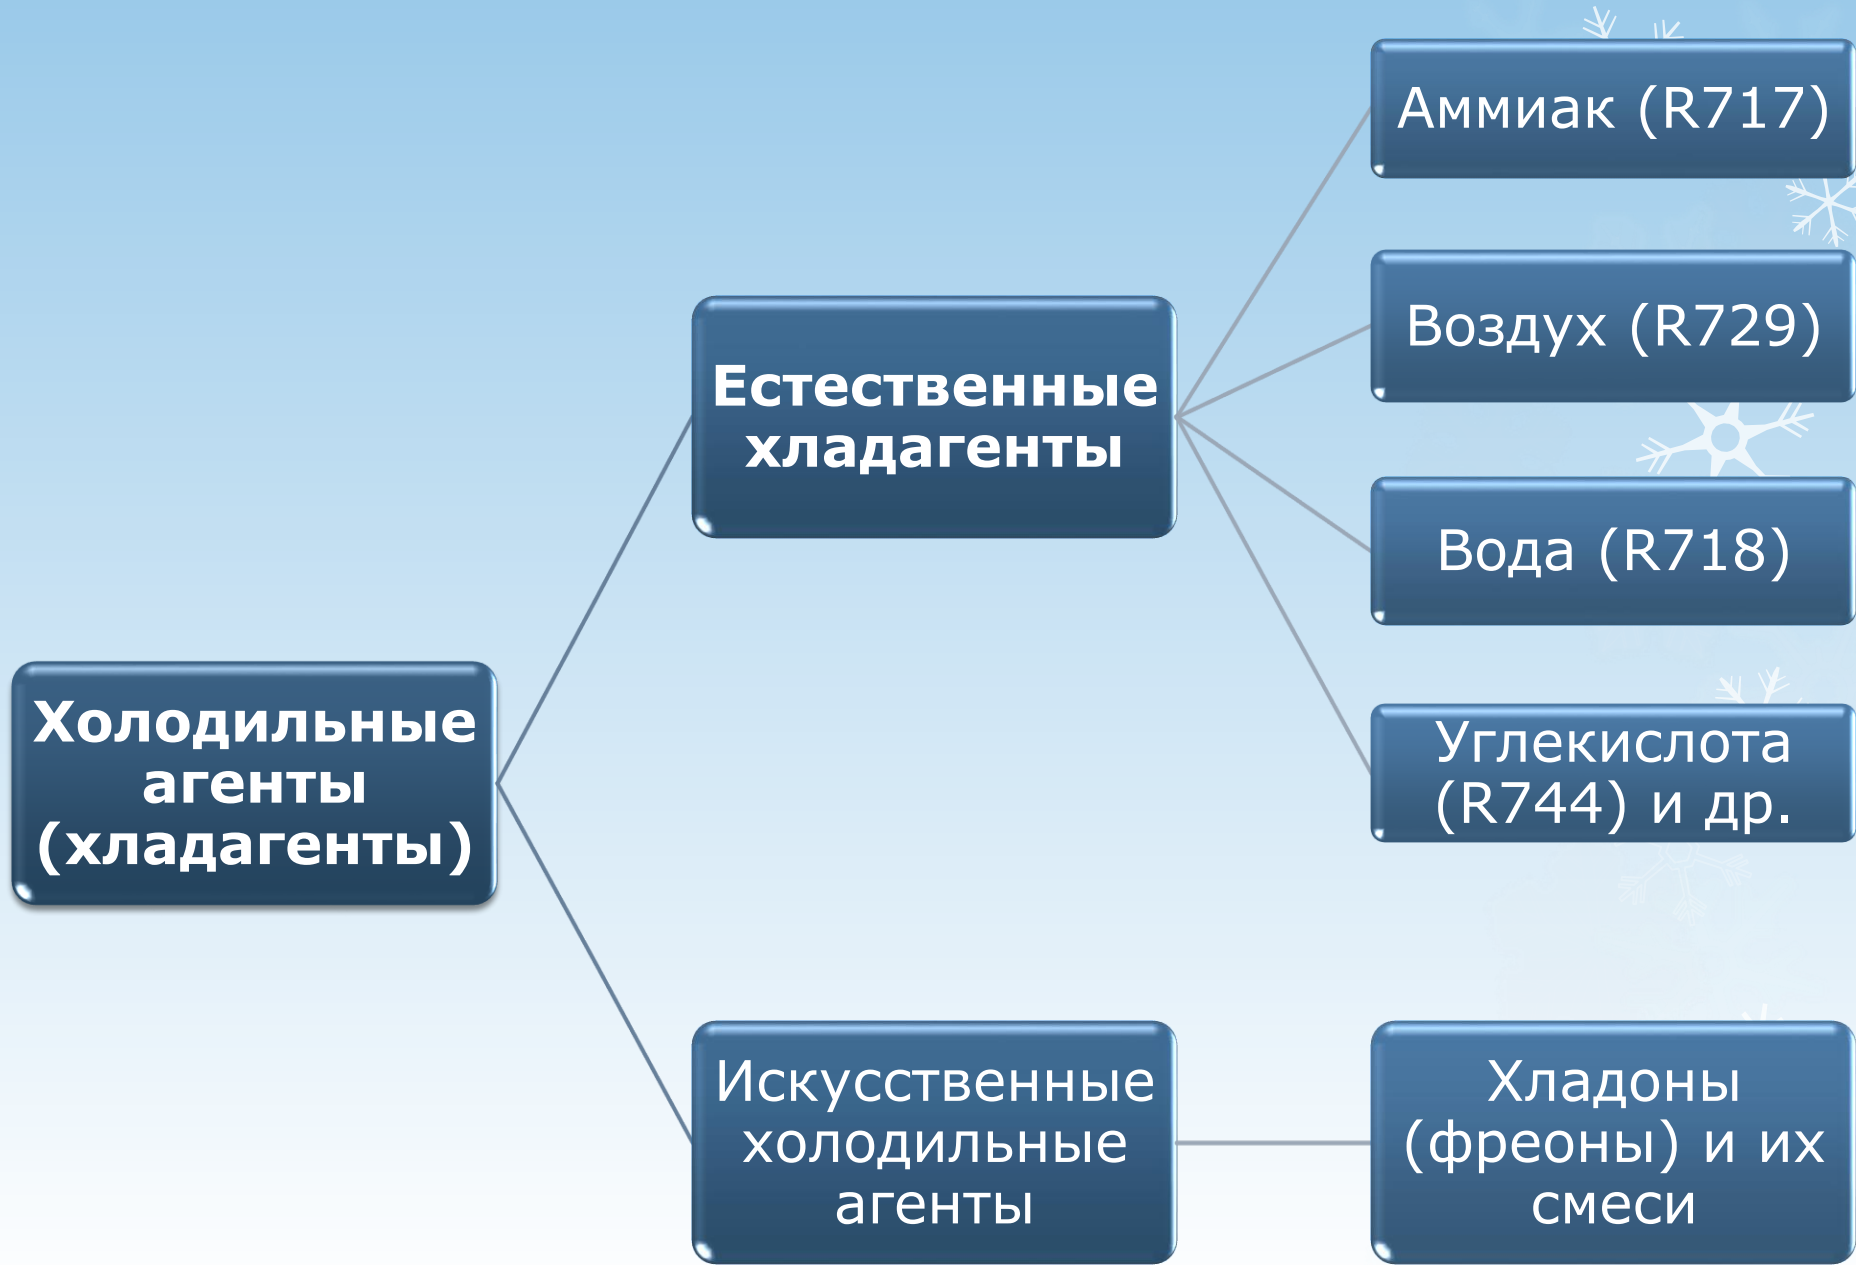 Холодильные
агенты
(хладагенты)
Естественные
хладагенты
Аммиак (R717)
Воздух (R729)
Вода (R718)
Углекислота
(R744) и др.
Искусственные
холодильные
агенты
Хладоны
(фреоны) и их
смеси